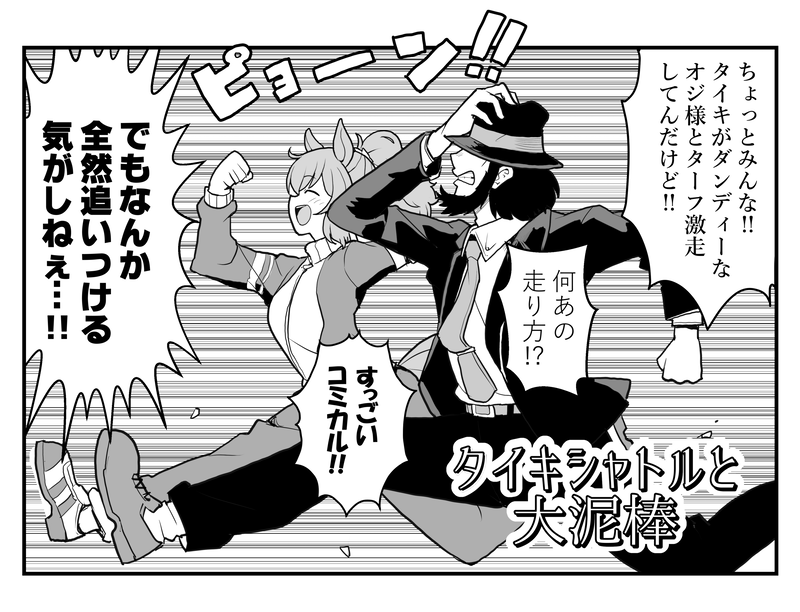 ピョーン!!
ちょっとみんな!!
タイキがダンディーな
オジ様とターフ激走
してんだけど!!
何あの
走り方!?
すっごい
コミカル!!
でもなんか
全然追いつける
気がしねぇ…!!
タイキシャトルと
大泥棒